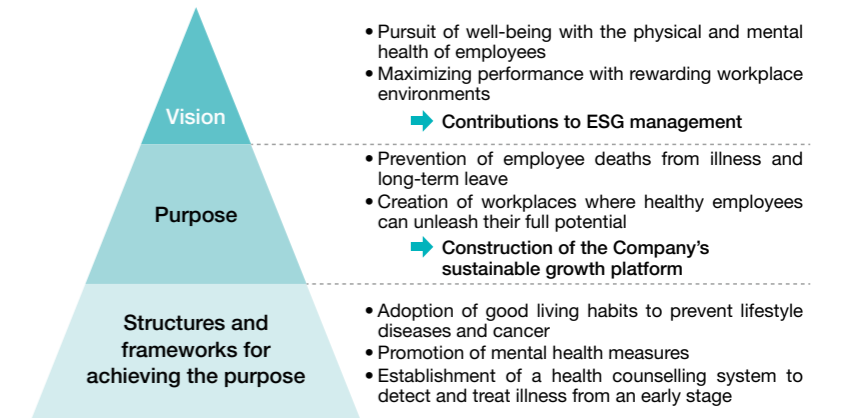 • Pursuit of well-being with the physical and mental
health of employees
• Maximizing performance with rewarding workplace
environments
Vision
Contributions to ESG management
• Prevention of employee deaths from illness and
long-term leave
• Creation of workplaces where healthy employees
can unleash their full potential
Purpose
Construction of the Company's
sustainable growth platform
Structures and
frameworks for
achieving the purpose
• Adoption of good living habits to prevent lifestyle
diseases and cancer
• Promotion of mental health measures
• Establishment of a health counselling system to
detect and treat illness from an early stage